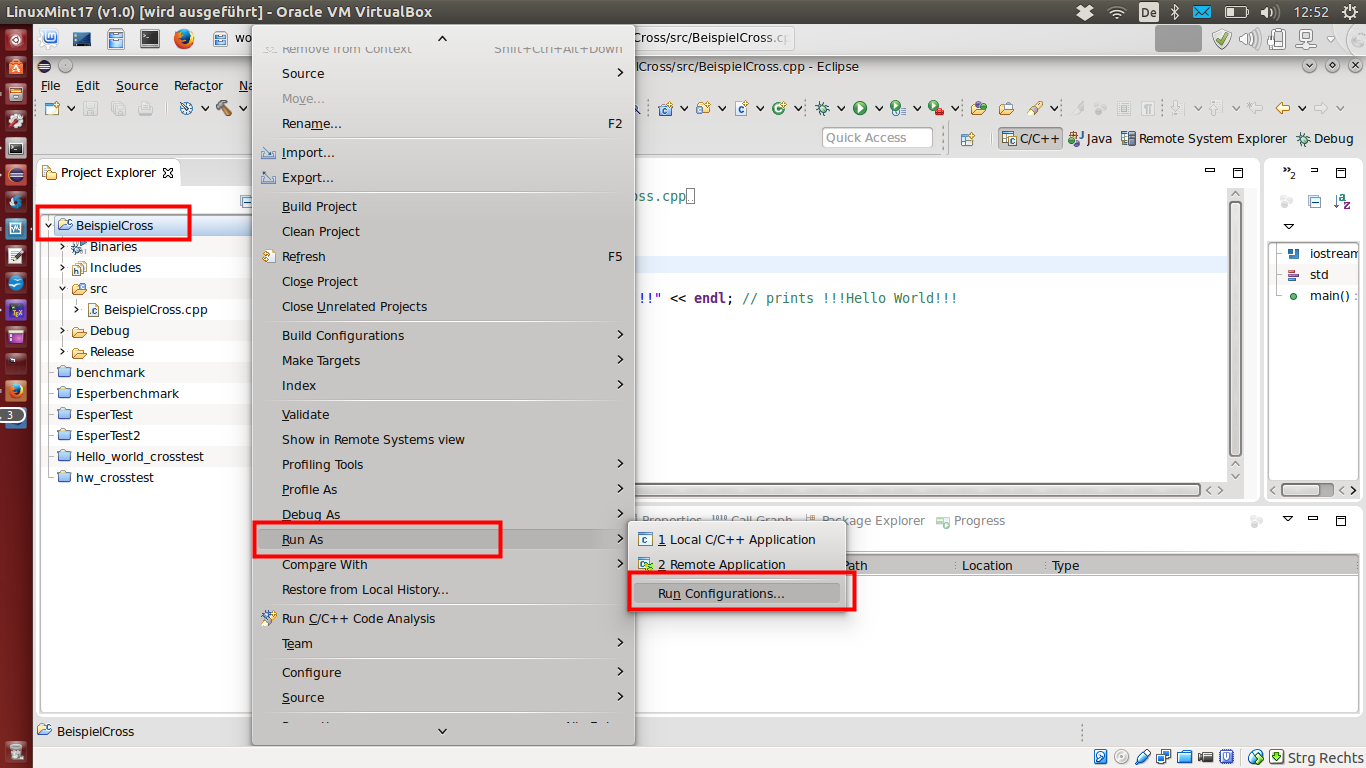 LinuxMint17 (v1.0) [wird ausgeführt] - Oracle VM VirtualBox
De
12:52
Cross/src/BeispielCross.cp
Cross/src/BeispielCross.cpp - Eclipse
File Edit Source Refactor
Quick Access
C/C++ Java Remote System Explorer Debug
Project Explorer
BeispielCross
Binaries
Includes
src
BeispielCross.cpp
Debug
Release
benchmark
Esperbenchmark
EsperTest
EsperTest2
Hello_world_crosstest
hw_crosstest
3
Remove from Context Shift+Ctrl+Alt+Down
Source
Move...
Rename... F2
Import...
Export...
Build Project
Clean Project
Refresh F5
Close Project
Close Unrelated Projects
Build Configurations
Make Targets
Index
Validate
Show in Remote Systems view
Profiling Tools
Profile As
Debug As
Run As
Compare With
Restore from Local History...
Run C/C++ Code Analysis
Team
Configure
Source
1 Local C/C++ Application
2 Remote Application
Run Configurations...
ss.cpp
!!" << endl; // prints !!!Hello World!!!
2
iostream
std
main() :
Properties Call Graph Package Explorer Progress
Path Location Type
BeispielCross
Strg Rechts